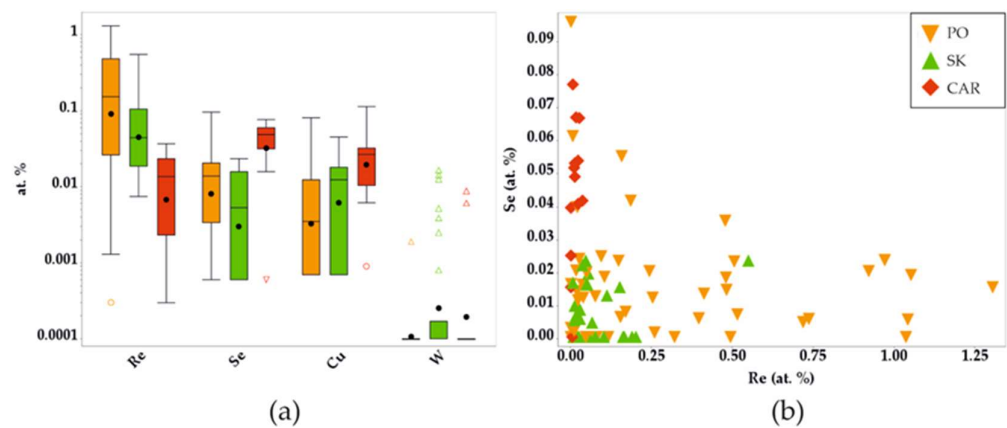 1
0.1
0.01
0.001
0.0001
at. %
Re
Se
Cu
W
(a)
0.09
0.08
0.07
0.06
0.05
0.04
0.03
0.02
0.01
0.00
Se (at. %)
0.00
0.25
0.50
0.75
1.00
1.25
Re (at. %)
PO
SK
CAR
(b)